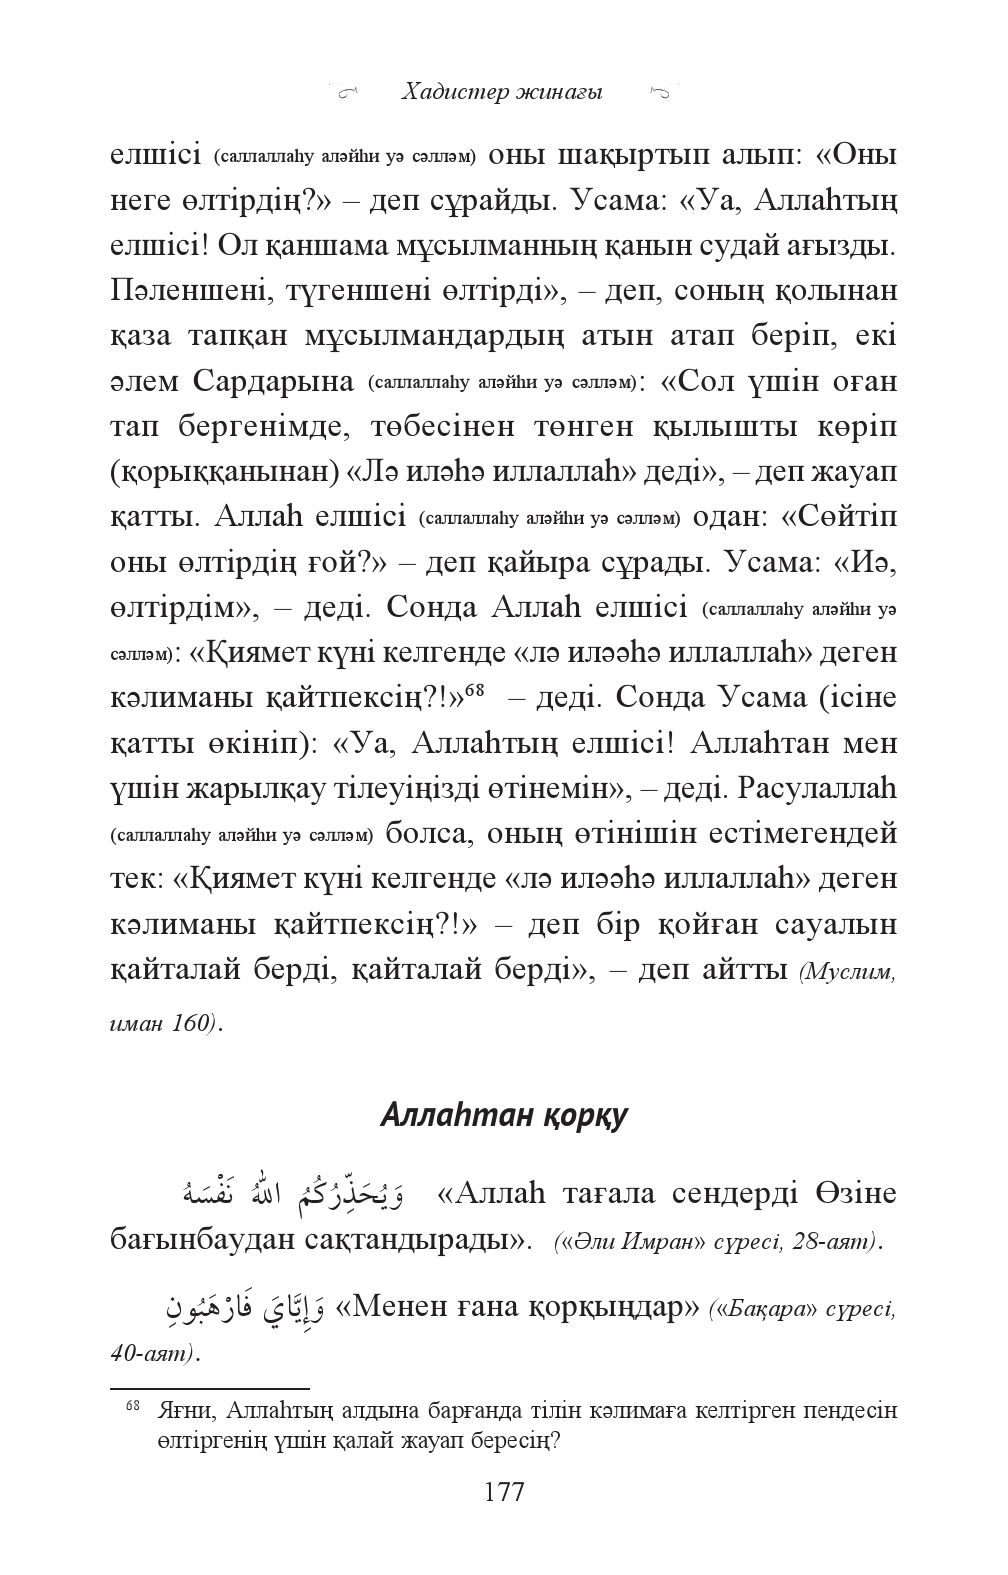 Хадистер жинағы
елшісі (саллаллаһу аләйһи уә сәлләм) оны шақыртып алып: «Оны
неге өлтірдің?» – деп сұрайды. Усама: «Уа, Аллаһтың
елшісі! Ол қаншама мұсылманның қанын судай ағызды.
Пәленшені, түгеншені өлтірді», – деп, соның қолынан
қаза тапқан мұсылмандардың атын атап беріп, екі
әлем Сардарына (саллаллаһу аләйһи уә сәлләм): «Сол үшін оған
тап бергенімде, төбесінен төнген қылышты көріп
(қорыққанынан) «Лә иләһә иллаллаһ» деді», – деп жауап
қатты. Аллаһ елшісі (саллаллаһу аләйһи уә сәлләм) одан: «Сөйтіп
оны өлтірдің ғой?» – деп қайыра сұрады. Усама: «Иә,
өлтірдім», – деді. Сонда Аллаһ елшісі (саллаллаһу аләйһи уә
сәлләм): «Қиямет күні келгенде «лә иләәһә иллаллаһ» деген
кәлиманы қайтпексің?!»⁶⁸ – деді. Сонда Усама (ісіне
қатты өкініп): «Уа, Аллаһтың елшісі! Аллаһтан мен
үшін жарылқау тілеуіңізді өтінемін», – деді. Расулаллаһ
(саллаллаһу аләйһи уә сәлләм) болса, оның өтінішін естімегендей
тек: «Қиямет күні келгенде «лә иләәһә иллаллаһ» деген
кәлиманы қайтпексің?!» – деп бір қойған сауалын
қайталай берді, қайталай берді», – деп айтты (Муслим,
иман 160).
Аллаһтан қорқу
وَيُحَذِّرُكُمُ اللهُ نَفْسَهُ «Аллаһ тағала сендерді Өзіне
бағынбаудан сақтандырады». («Әли Имран» сүресі, 28-аят).
وَإِيَّايَ فَارْهَبُونِ «Менен ғана қорқыңдар» («Бақара» сүресі,
40-аят).
⁶⁸ Яғни, Аллаһтың алдына барғанда тілін кәлимаға келтірген пендесін
өлтіргенің үшін қалай жауап бересің?
177